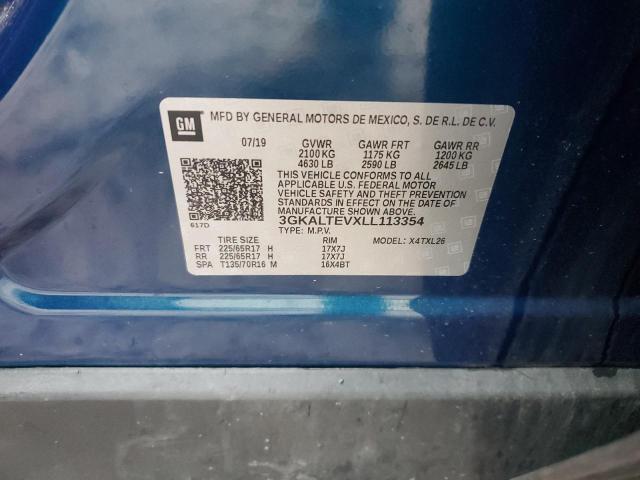 GM MFD BY GENERAL MOTORS DE MEXICO, S. DE R.L. DE C.V.
07/19 GVWR GAWR FRT GAWR RR
2100 KG 1175 KG 1200 KG
4630 LB 2590 LB 2645 LB
THIS VEHICLE CONFORMS TO ALL
APPLICABLE U.S. FEDERAL MOTOR
VEHICLE SAFETY AND THEFT PREVENTION
STANDARDS IN EFFECT ON THE DATE OF
MANUFACTURE SHOWN ABOVE.
617D
3GKALTEVXLL113354
TYPE: M.P.V. MODEL: X4TXL26
TIRE SIZE RIM
FRT 225/65R17 H 17X7J
RR 225/65R17 H 17X7J
SPA T135/70R16 M 16X4BT